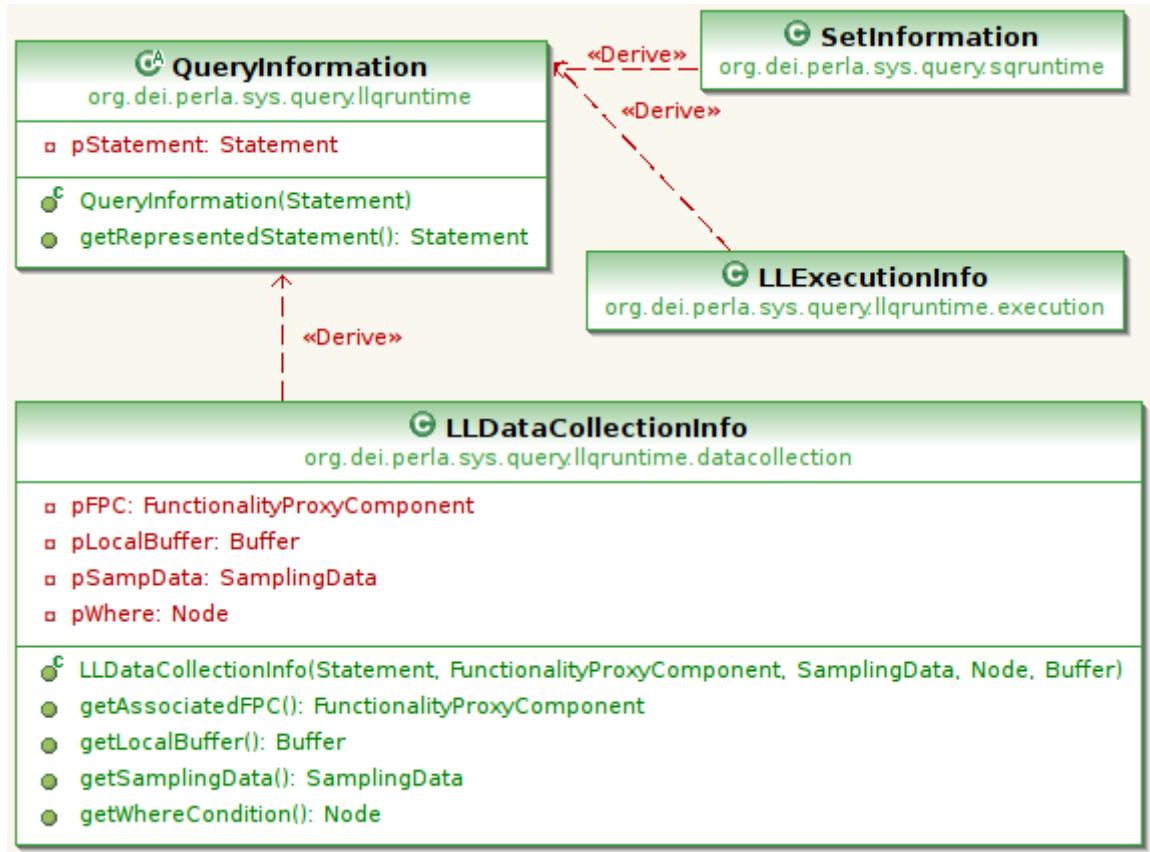 QueryInformation
org.dei.perla.sys.query.llqruntime
pStatement: Statement
QueryInformation(Statement)
getRepresentedStatement(): Statement
«Derive»
SetInformation
org.dei.perla.sys.query.sqruntime
«Derive»
LLExecutionInfo
org.dei.perla.sys.query.llqruntime.execution
«Derive»
LLDataCollectionInfo
org.dei.perla.sys.query.llqruntime.datacollection
pFPC: FunctionalityProxyComponent
pLocalBuffer: Buffer
pSampData: SamplingData
pWhere: Node
LLDataCollectionInfo(Statement, FunctionalityProxyComponent, SamplingData, Node, Buffer)
getAssociatedFPC(): FunctionalityProxyComponent
getLocalBuffer(): Buffer
getSamplingData(): SamplingData
getWhereCondition(): Node